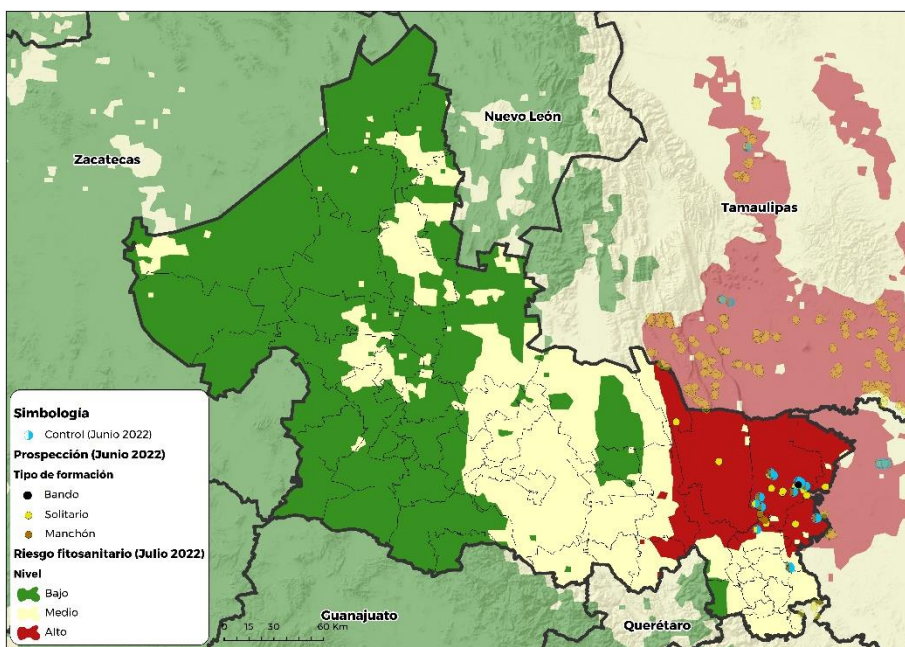 Nuevo León
Zacatecas
Tamaulipas
Simbología
Control (Junio 2022)
Prospección (Junio 2022)
Tipo de formación
Bando
Solitario
Manchón
Riesgo fitosanitario (Julio 2022)
Nivel
Bajo
Medio
Alto
Guanajuato
Querétaro
0 15 30 60 Km